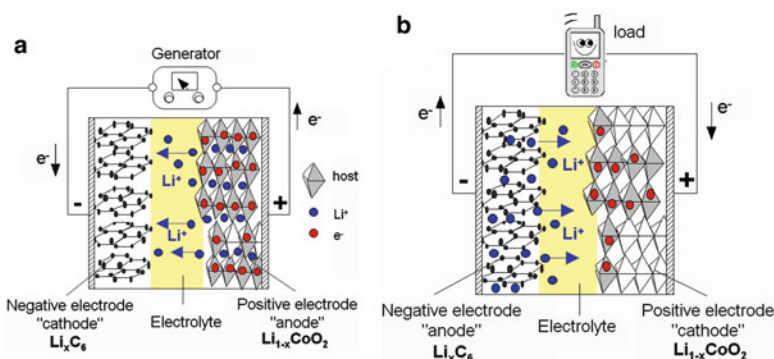 a
Generator
e-
e-
Li+
Li+
-
+
host
Li+
e-
Negative electrode
"cathode"
LixC6
Electrolyte
Positive electrode
"anode"
Li1-xCoO2
b
load
e-
e-
Li+
Li+
-
+
Negative electrode
"anode"
LixC6
Electrolyte
Positive electrode
"cathode"
Li1-xCoO2